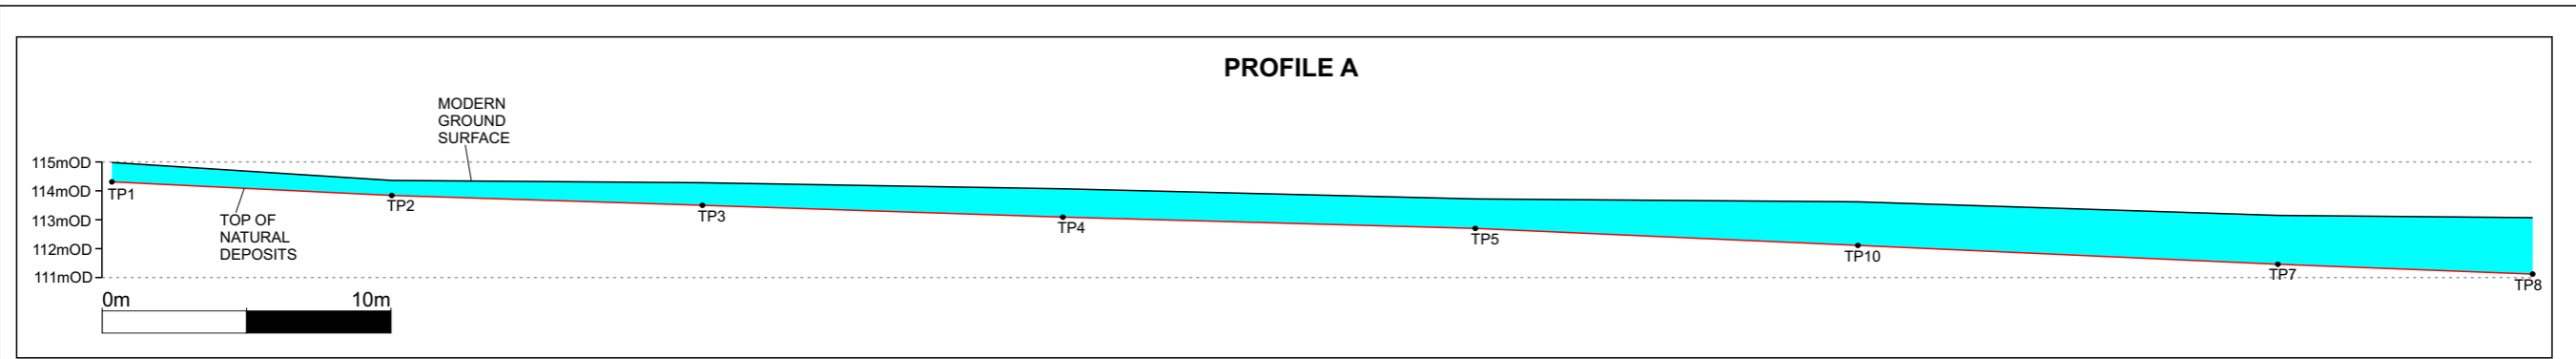 PROFILE A
MODERN
GROUND
SURFACE
115mOD
114mOD
113mOD
112mOD
111mOD
TP1
TP2
TP3
TP4
TP5
TP10
TP7
TP8
TOP OF
NATURAL
DEPOSITS
0m 10m